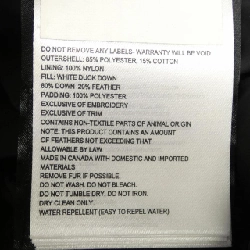 DO NOT REMOVE ANY LABELS. WARRANTY WILL BE VOID
OUTERSHELL: 85% POLYESTER, 15% COTTON
LINING: 100% NYLON
FILL: WHITE DUCK DOWN
80% DOWN 20% FEATHER
PADDING: 100% POLYESTER
EXCLUSIVE OF EMBROIDERY
EXCLUSIVE OF TRIM
CONTAINS NON-TEXTILE PARTS OF ANIMAL ORIGIN
NOTE: THIS PRODUCT CONTAINS AN AMOUNT
OF FEATHERS NOT EXCEEDING THAT
ALLOWABLE BY LAW
MADE IN CANADA WITH DOMESTIC AND IMPORTED
MATERIALS
REMOVE FUR IF POSSIBLE.
DO NOT WASH. DO NOT BLEACH.
DO NOT TUMBLE DRY. DO NOT IRON.
DRY CLEAN ONLY.
WATER REPELLENT (EASY TO REPEL WATER)